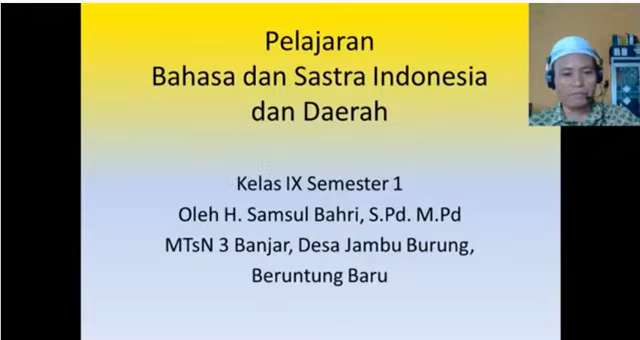 Pelajaran
Bahasa dan Sastra Indonesia
dan Daerah
Kelas IX Semester 1
Oleh H. Samsul Bahri, S.Pd. M.Pd
MTsN 3 Banjar, Desa Jambu Burung,
Beruntung Baru